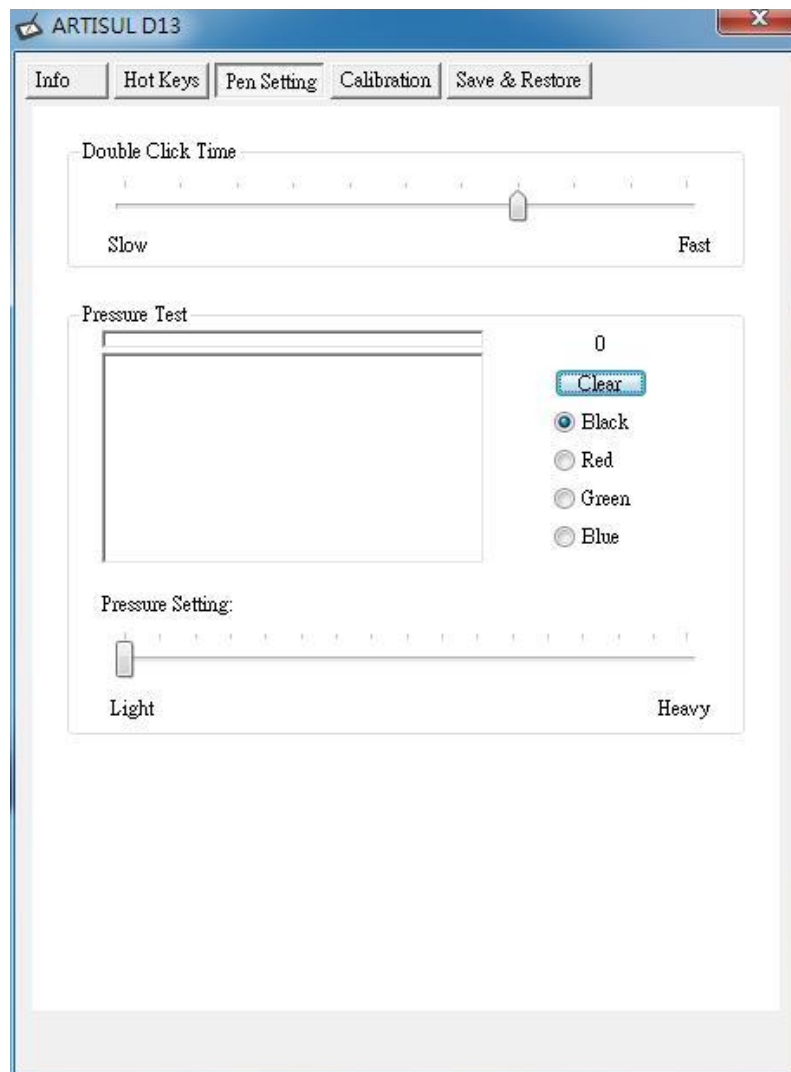 ARTISUL D13
X
Info Hot Keys Pen Setting Calibration Save & Restore
Double Click Time
Slow Fast
Pressure Test
0
Clear
Black
Red
Green
Blue
Pressure Setting:
Light Heavy